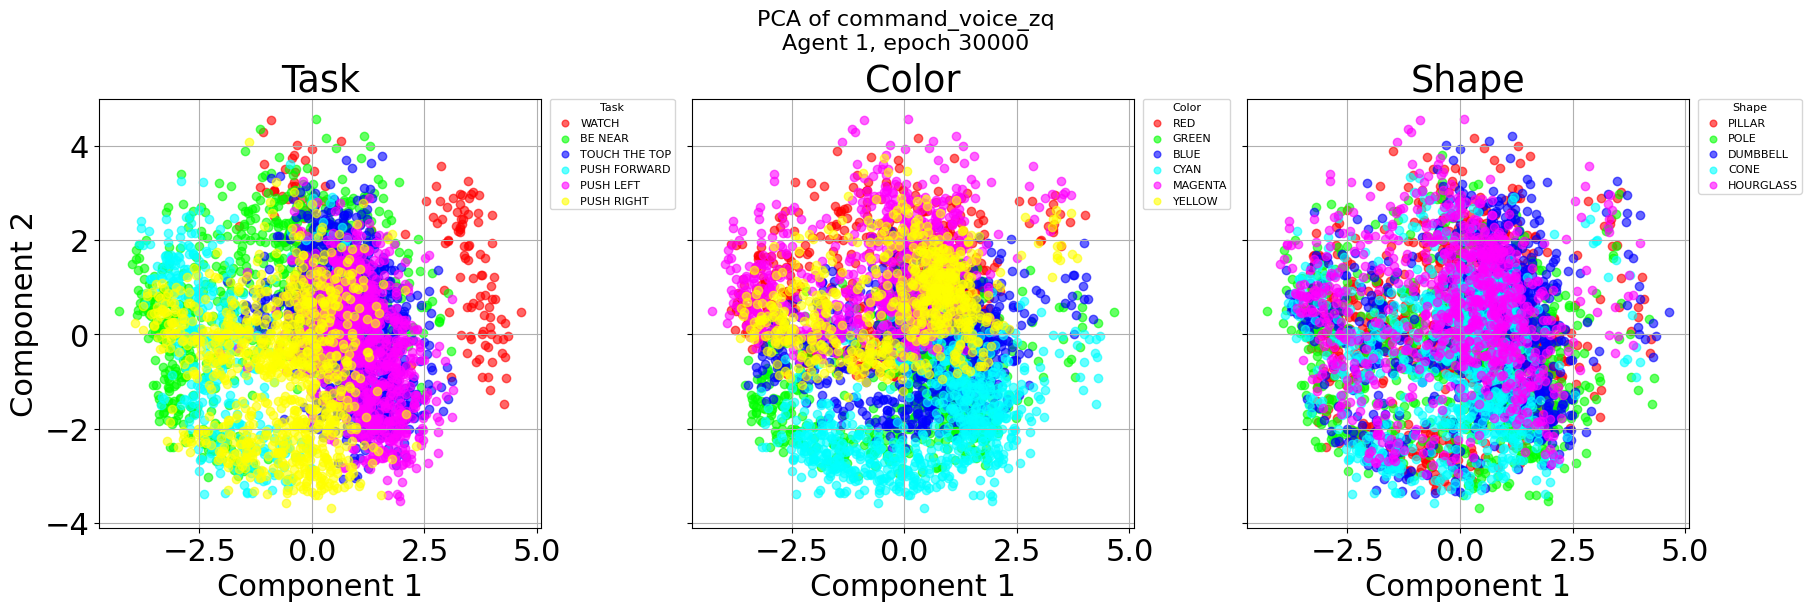 PCA of command_voice_zq
Agent 1, epoch 30000
Task
Component 2
4
2
0
−2
−4
−2.5 0.0 2.5 5.0
Component 1
Task
WATCH
BE NEAR
TOUCH THE TOP
PUSH FORWARD
PUSH LEFT
PUSH RIGHT
Color
−2.5 0.0 2.5 5.0
Component 1
Color
RED
GREEN
BLUE
CYAN
MAGENTA
YELLOW
Shape
−2.5 0.0 2.5 5.0
Component 1
Shape
PILLAR
POLE
DUMBBELL
CONE
HOURGLASS